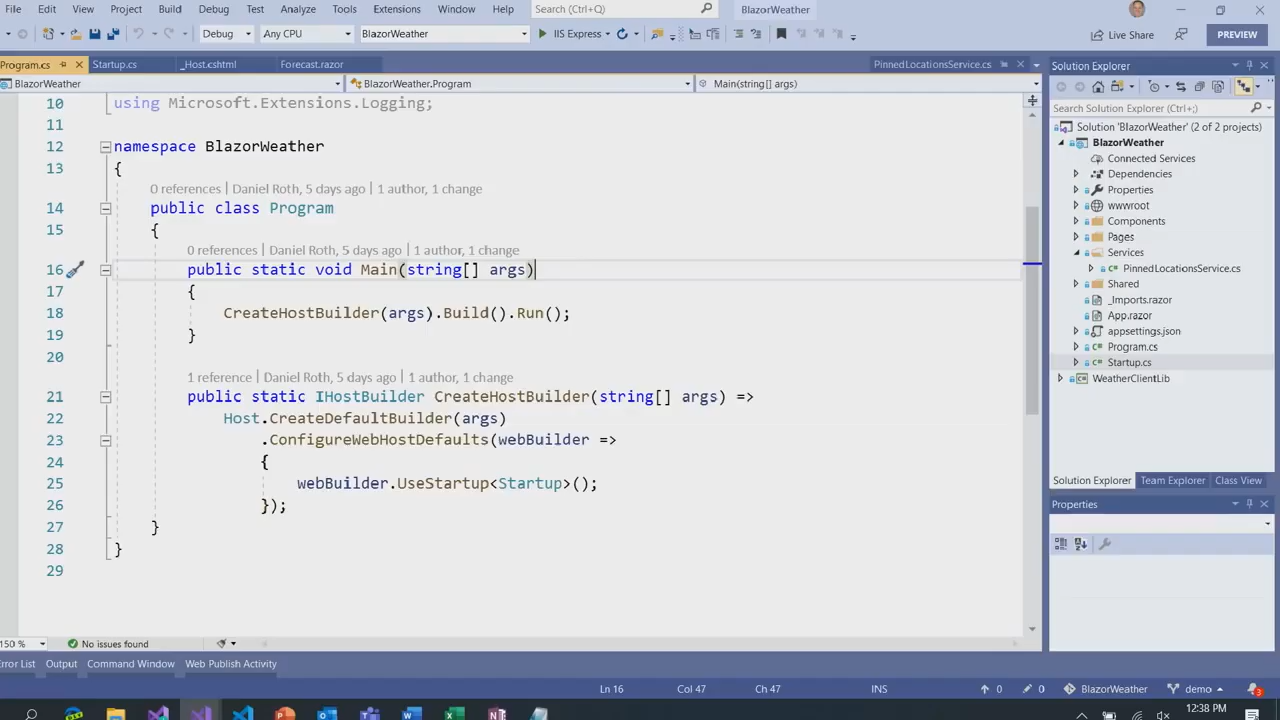 File Edit View Project Build Debug Test Analyze Tools Extensions Window Help Search (Ctrl+Q) BlazorWeather
Debug Any CPU BlazorWeather IIS Express Live Share PREVIEW
Program.cs Startup.cs _Host.cshtml Forecast.razor PinnedLocationsService.cs
BlazorWeather BlazorWeather.Program Main(string[] args)
10 using Microsoft.Extensions.Logging;
11
12 namespace BlazorWeather
13 {
0 references | Daniel Roth, 5 days ago | 1 author, 1 change
14 public class Program
15 {
0 references | Daniel Roth, 5 days ago | 1 author, 1 change
16 public static void Main(string[] args)
17 {
18 CreateHostBuilder(args).Build().Run();
19 }
20
1 reference | Daniel Roth, 5 days ago | 1 author, 1 change
21 public static IHostBuilder CreateHostBuilder(string[] args) =>
22 Host.CreateDefaultBuilder(args)
23 .ConfigureWebHostDefaults(webBuilder =>
24 {
25 webBuilder.UseStartup<Startup>();
26 });
27 }
28 }
29
150 % No issues found
Solution Explorer
Search Solution Explorer (Ctrl+;)
Solution 'BlazorWeather' (2 of 2 projects)
BlazorWeather
Connected Services
Dependencies
Properties
wwwroot
Components
Pages
Services
PinnedLocationsService.cs
Shared
_Imports.razor
App.razor
appsettings.json
Program.cs
Startup.cs
WeatherClientLib
Solution Explorer Team Explorer Class View
Properties
Error List Output Command Window Web Publish Activity
Ln 16 Col 47 Ch 47 INS 0 0 BlazorWeather demo 3
12:38 PM